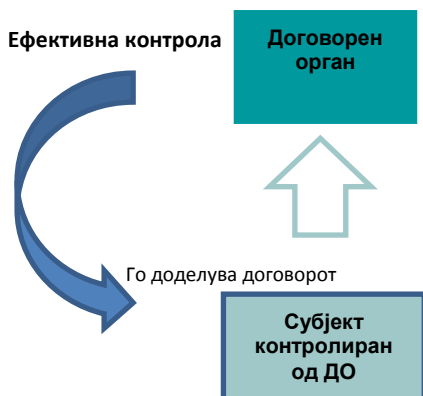 Ефективна контрола
Договорен
орган
Го доделува договорот
Субјект
контролиран
од ДО